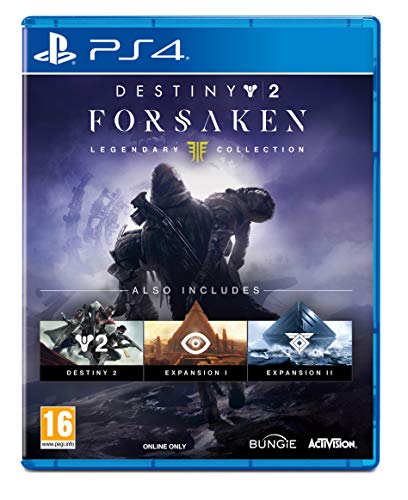 PS4
DESTINY 2
FORSAKEN
LEGENDARY COLLECTION
ALSO INCLUDES
2
DESTINY 2
EXPANSION I
EXPANSION II
16
www.pegi.info
ONLINE ONLY
BUNGIE
ACTIVISION.